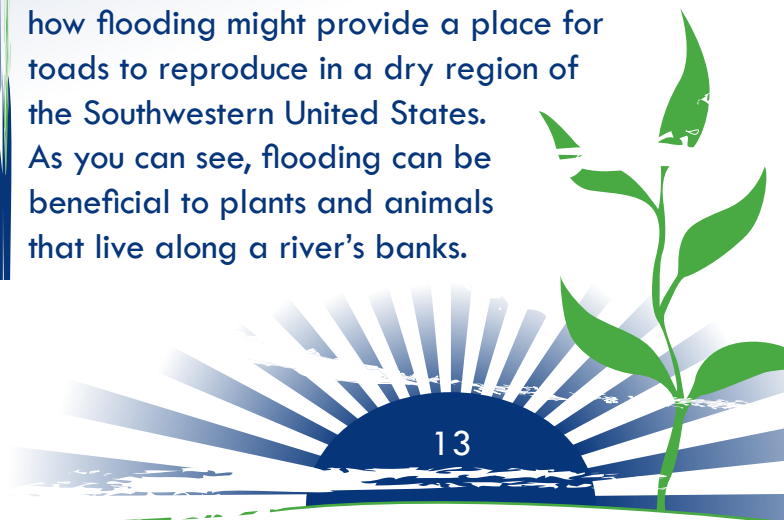 how flooding might provide a place for
toads to reproduce in a dry region of
the Southwestern United States.
As you can see, flooding can be
beneficial to plants and animals
that live along a river’s banks.
13